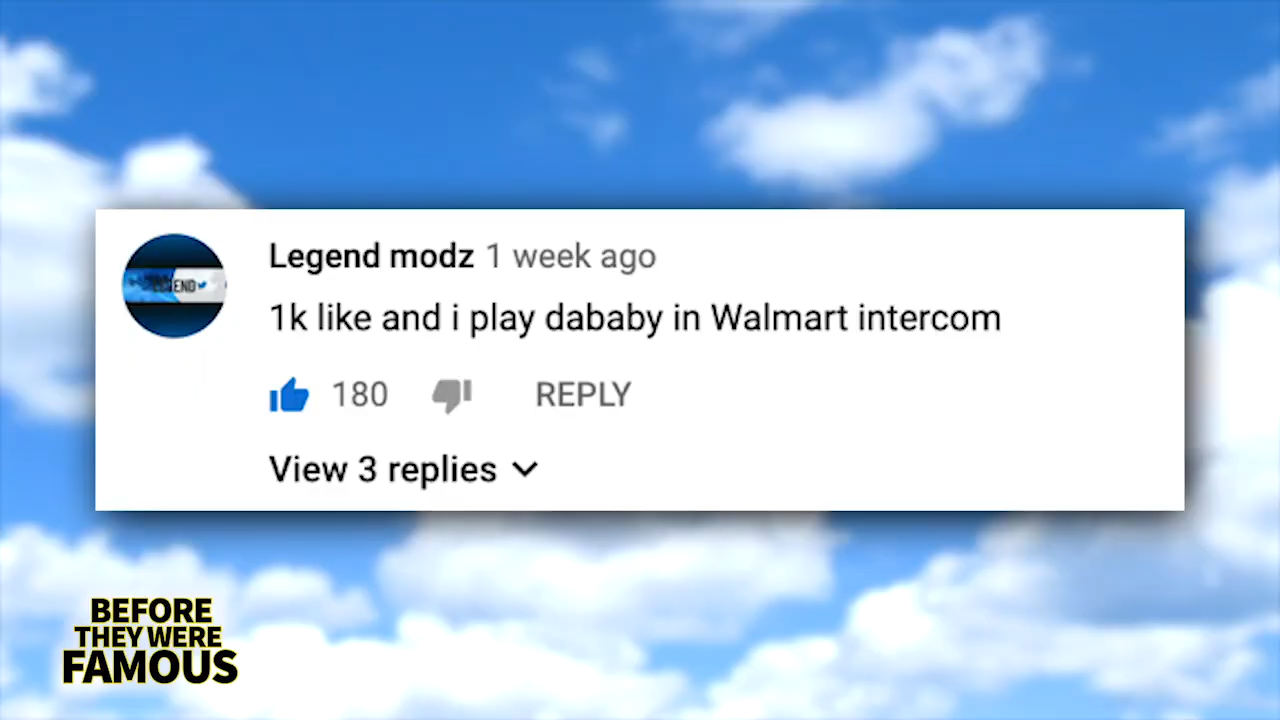 Legend modz 1 week ago
1k like and i play dababy in Walmart intercom
180 REPLY
View 3 replies
BEFORE
THEY WERE
FAMOUS